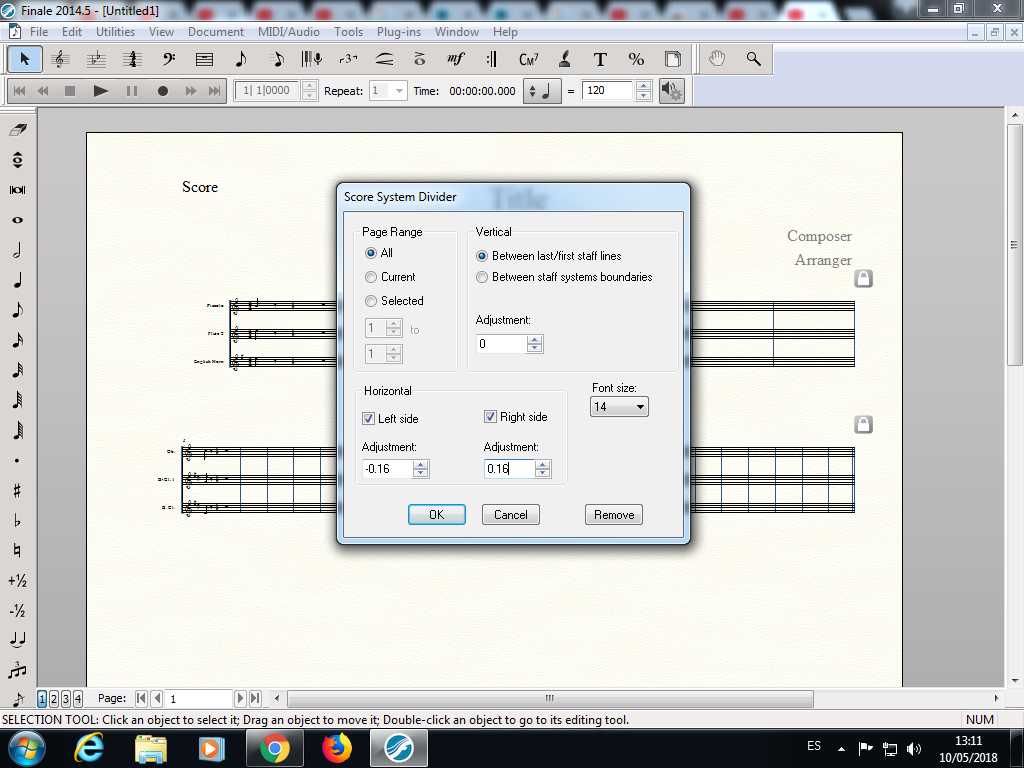 Finale 2014.5 - [Untitled1]
File Edit Utilities View Document MIDI/Audio Tools Plug-ins Window Help
mf CM7 T %
1| 1|0000 Repeat: 1 Time: 00:00:00.000 = 120
Score
Title
Composer
Arranger
Piccolo
Flute 2
English Horn
Ob.
Score System Divider
Page Range
All
Current
Selected
1 to
1
Vertical
Between last/first staff lines
Between staff systems boundaries
Adjustment:
0
Horizontal
Left side
Right side
Adjustment:
Adjustment:
-0.16
0.16
Font size:
14
OK Cancel Remove
+½
-½
3
1 2 3 4 Page: 1
SELECTION TOOL: Click an object to select it; Drag an object to move it; Double-click an object to go to its editing tool. NUM
ES
13:11
10/05/2018